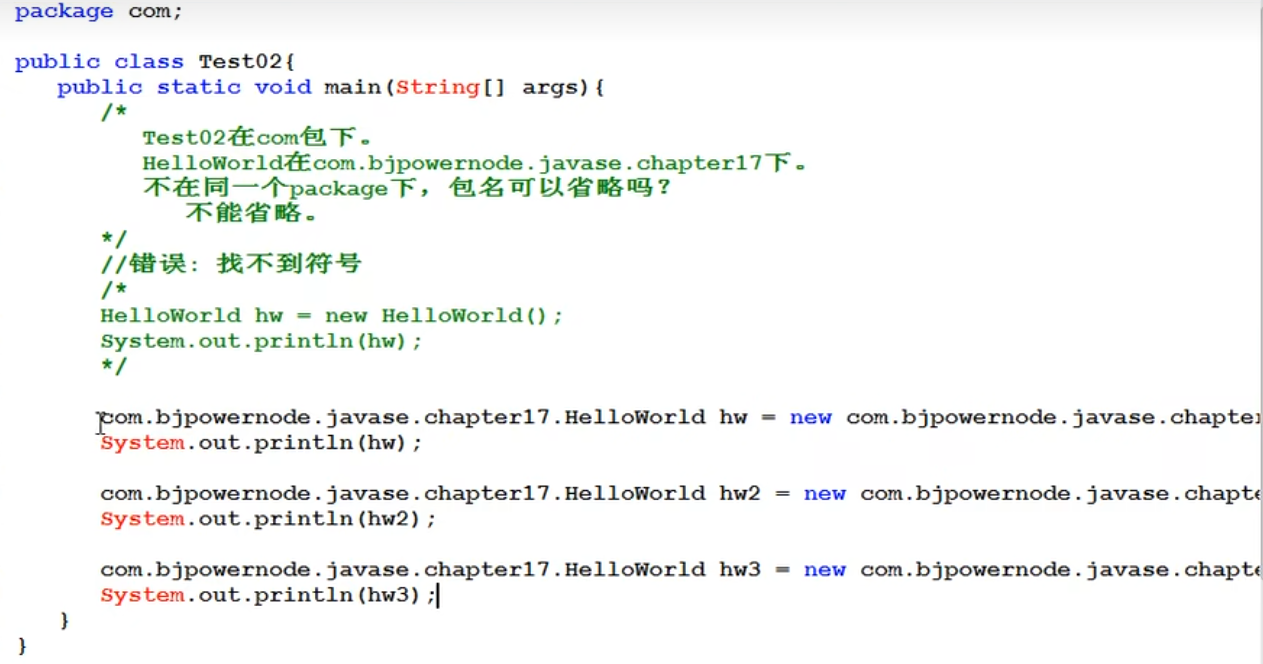 package com;
public class Test02{
public static void main(String[] args){
/*
Test02在com包下。
HelloWorld在com.bjpowernode.javase.chapter17下。
不在同一个package下，包名可以省略吗？
不能省略。
*/
//错误: 找不到符号
/*
HelloWorld hw = new HelloWorld();
System.out.println(hw);
*/
com.bjpowernode.javase.chapter17.HelloWorld hw = new com.bjpowernode.javase.chapter
System.out.println(hw);
com.bjpowernode.javase.chapter17.HelloWorld hw2 = new com.bjpowernode.javase.chapte
System.out.println(hw2);
com.bjpowernode.javase.chapter17.HelloWorld hw3 = new com.bjpowernode.javase.chapte
System.out.println(hw3);
}
}